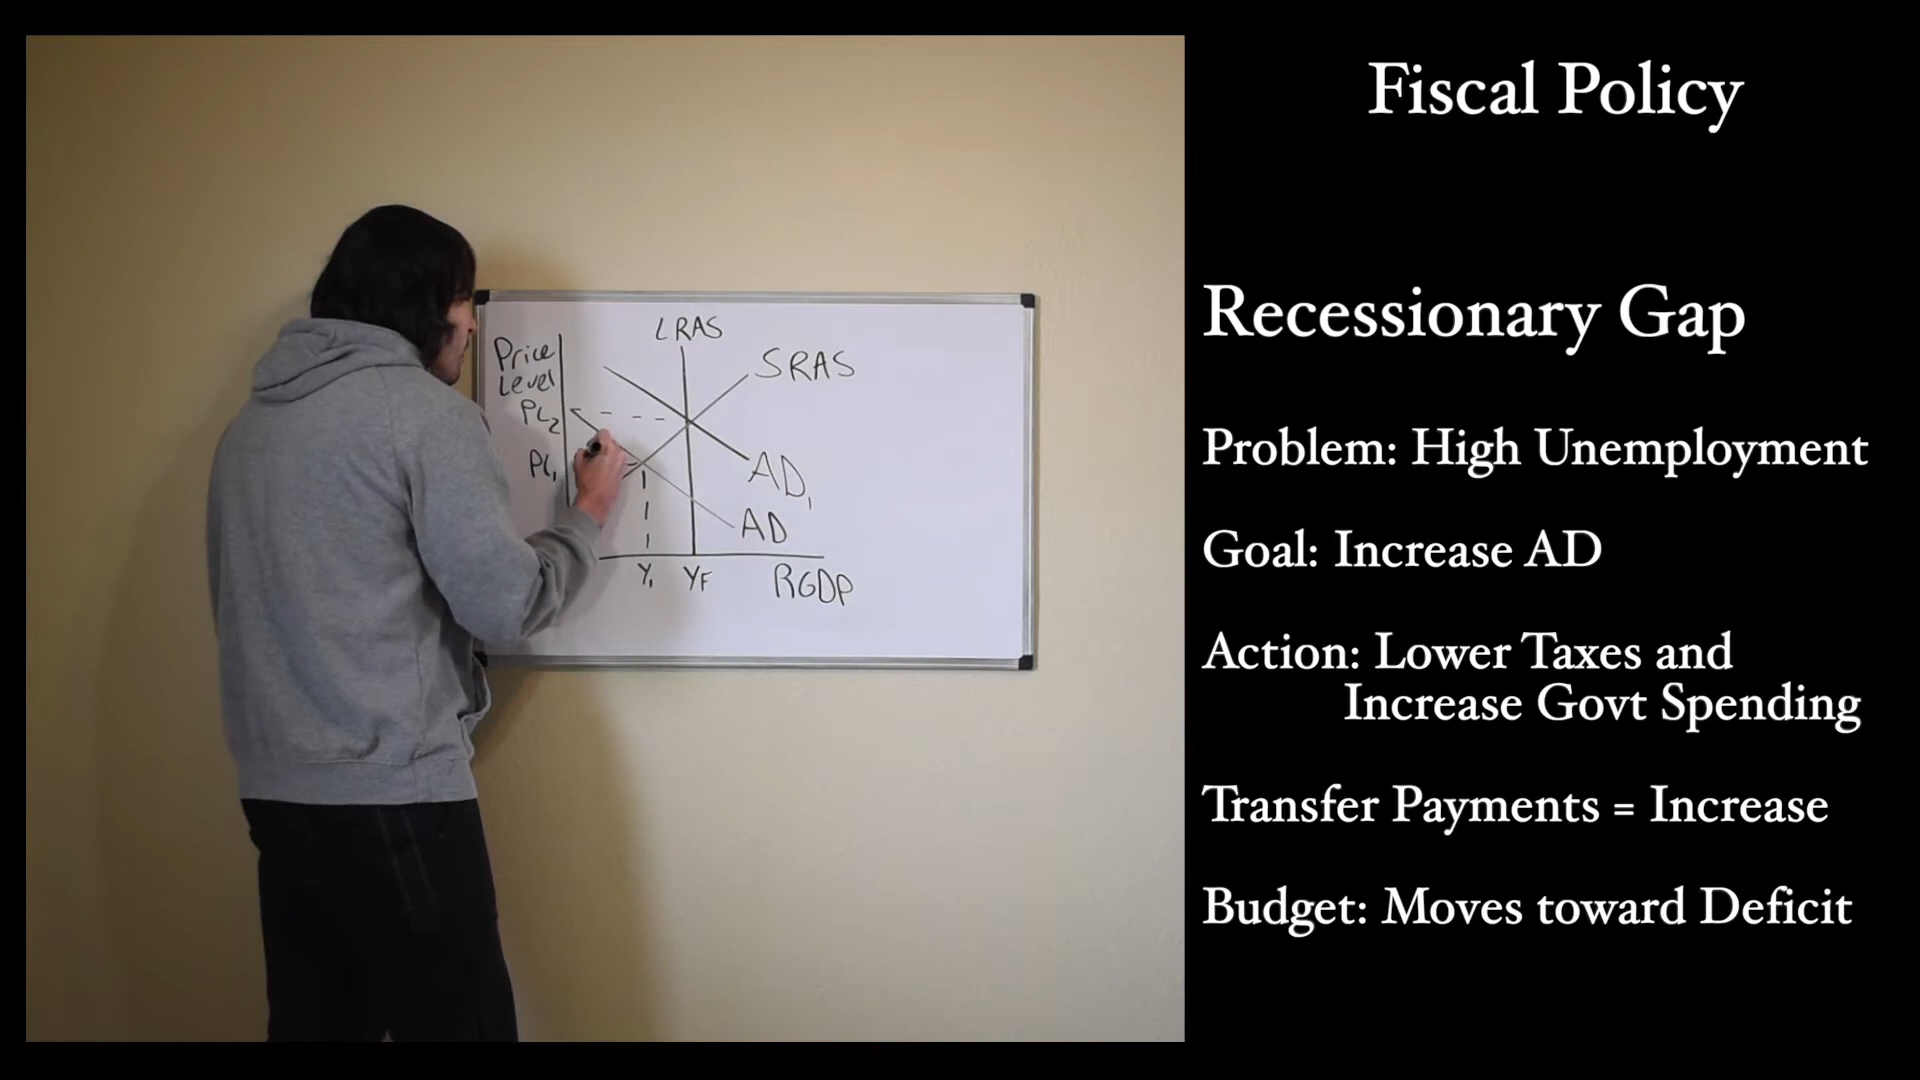 Fiscal Policy
Recessionary Gap
Problem: High Unemployment
Goal: Increase AD
Action: Lower Taxes and
Increase Govt Spending
Transfer Payments = Increase
Budget: Moves toward Deficit
LRAS
Price
Level
SRAS
PL2
PL1
AD1
AD
Y1 YF RGDP